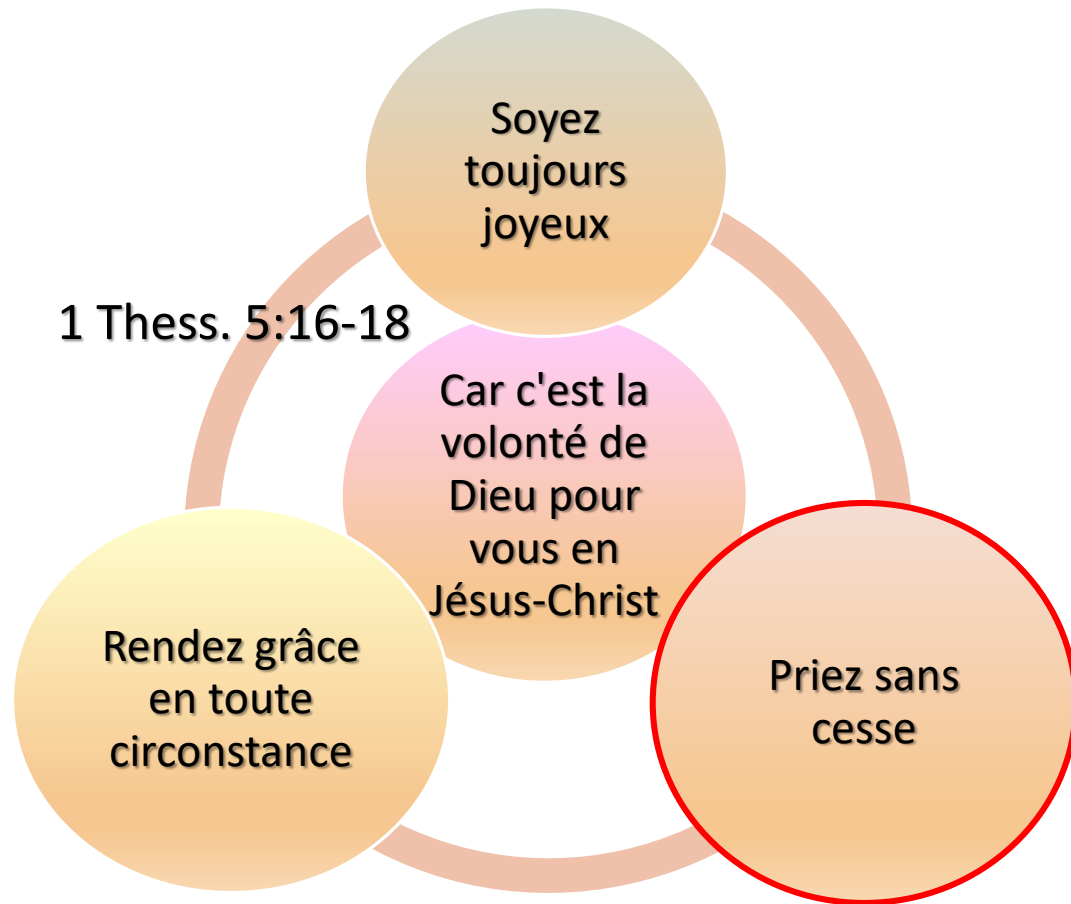 Soyez
toujours
joyeux
1 Thess. 5:16-18
Car c'est la
volonté de
Dieu pour
vous en
Jésus-Christ
Rendez grâce
en toute
circonstance
Priez sans
cesse